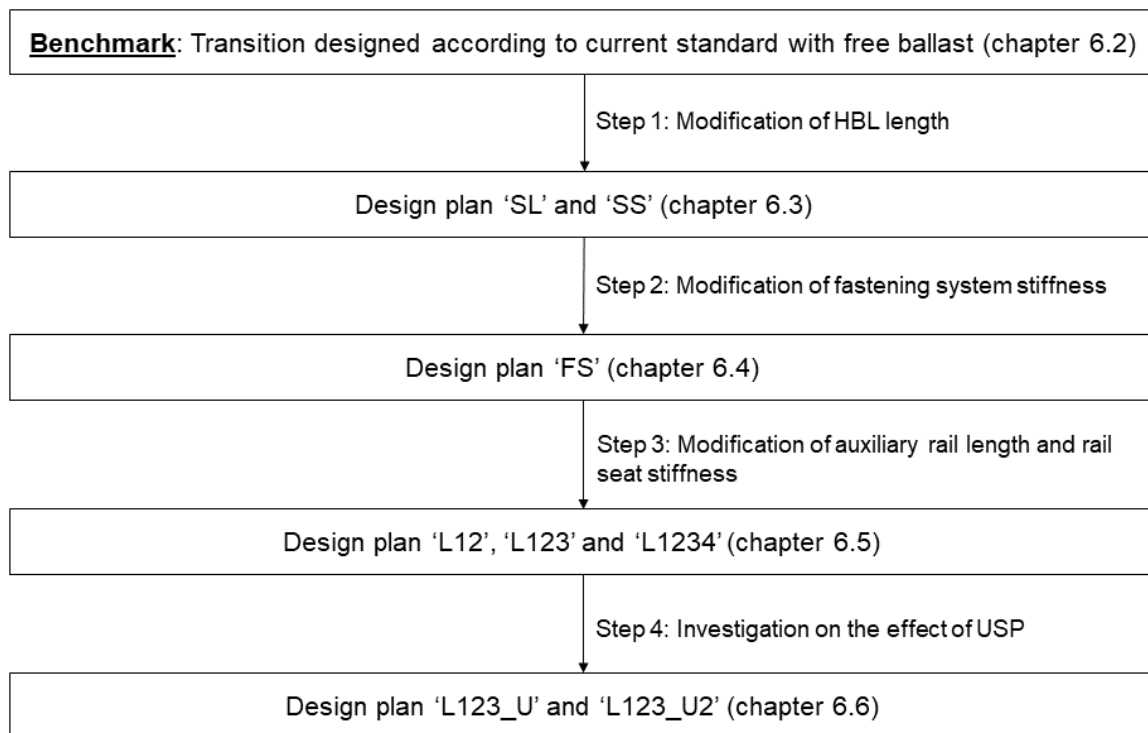 Benchmark: Transition designed according to current standard with free ballast (chapter 6.2)
Step 1: Modification of HBL length
Design plan ‘SL’ and ‘SS’ (chapter 6.3)
Step 2: Modification of fastening system stiffness
Design plan ‘FS’ (chapter 6.4)
Step 3: Modification of auxiliary rail length and rail
seat stiffness
Design plan ‘L12’, ‘L123’ and ‘L1234’ (chapter 6.5)
Step 4: Investigation on the effect of USP
Design plan ‘L123_U’ and ‘L123_U2’ (chapter 6.6)